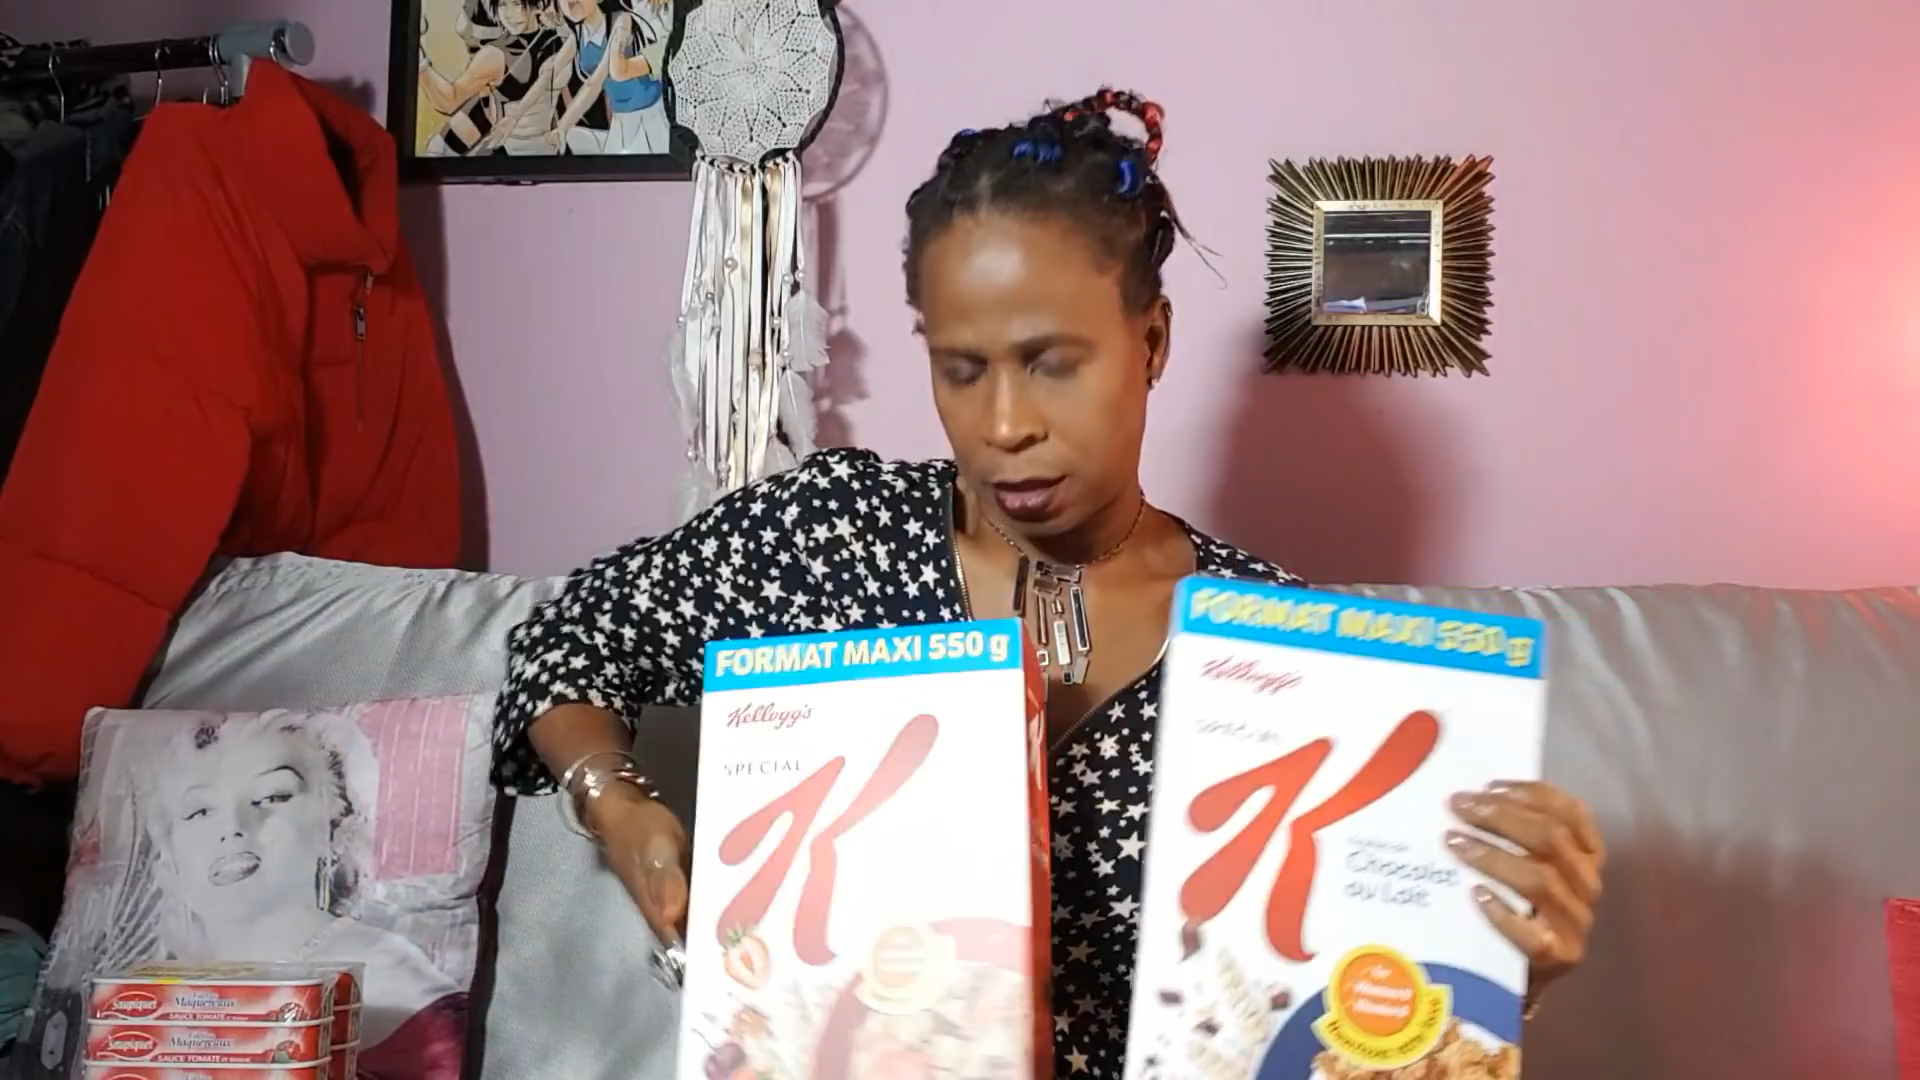 FORMAT MAXI 550 g
Kellogg's
SPECIAL
K
FORMAT MAXI 550 g
Kellogg's
SPECIAL
K
Chocolat
au Lait
Saupiquet
Maquereaux
SAUCE TOMATE
Saupiquet
Maquereaux
SAUCE TOMATE